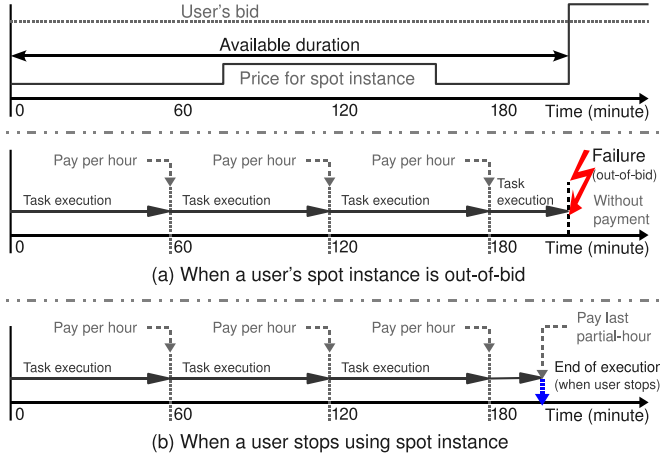 User's bid
Available duration
Price for spot instance
0 60 120 180 Time (minute)
Pay per hour Pay per hour Pay per hour Failure
(out-of-bid)
Task execution Task execution Task execution Task
execution Without
payment
0 60 120 180 Time (minute)
(a) When a user's spot instance is out-of-bid
Pay per hour Pay per hour Pay per hour Pay last
partial-hour
Task execution Task execution Task execution End of execution
(when user stops)
0 60 120 180 Time (minute)
(b) When a user stops using spot instance